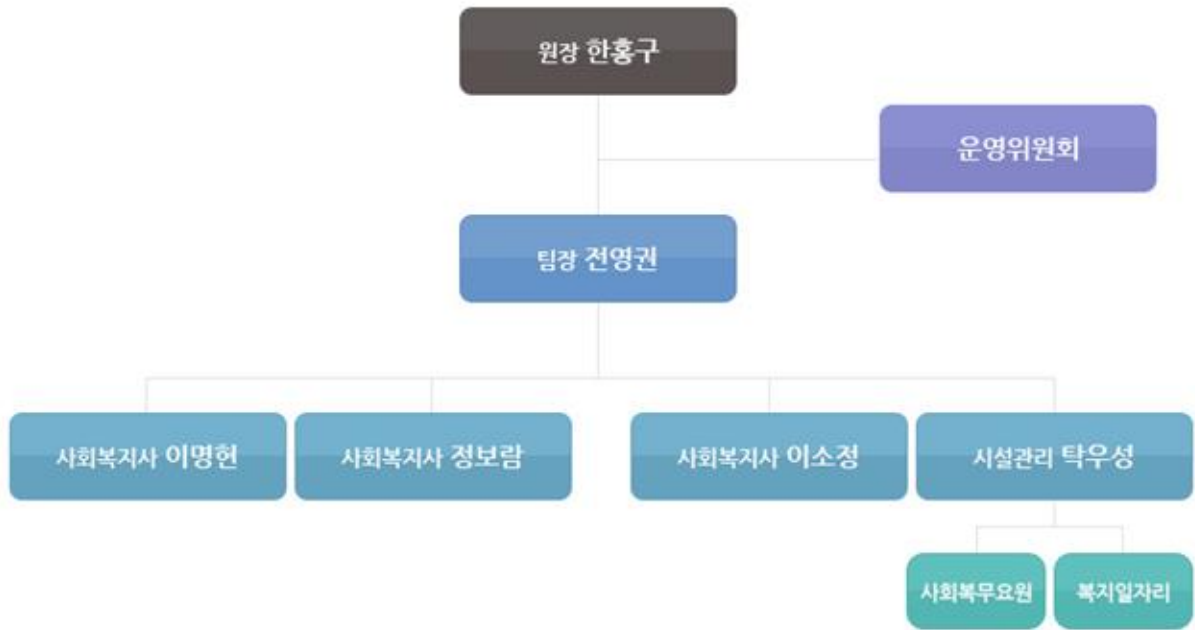 원장 한홍구
운영위원회
팀장 전영권
사회복지사 이명헌
사회복지사 정보람
사회복지사 이소정
시설관리 탁우성
사회복무요원
복지일자리